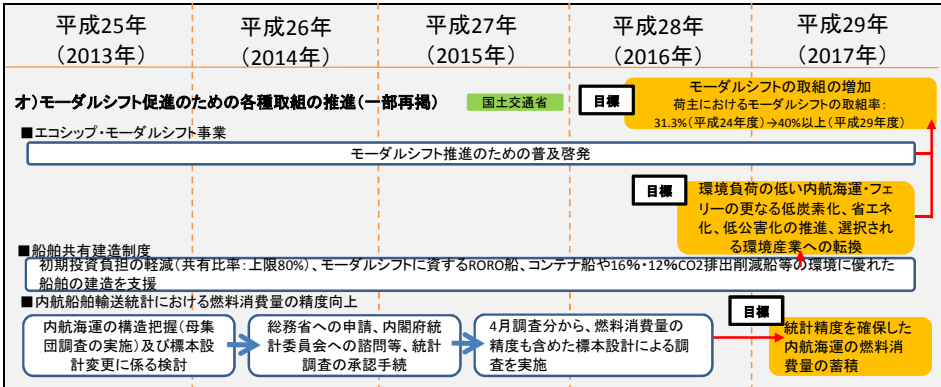 平成25年
(2013年)
平成26年
(2014年)
平成27年
(2015年)
平成28年
(2016年)
平成29年
(2017年)
オ)モーダルシフト促進のための各種取組の推進(一部再掲)
国土交通省
目標
モーダルシフトの取組の増加
荷主におけるモーダルシフトの取組率:
31.3%(平成24年度)→40%以上(平成29年度)
■エコシップ・モーダルシフト事業
モーダルシフト推進のための普及啓発
目標
環境負荷の低い内航海運・フェ
リーの更なる低炭素化、省エネ
化、低公害化の推進、選択され
る環境産業への転換
■船舶共有建造制度
初期投資負担の軽減(共有比率:上限80%)、モーダルシフトに資するRORO船、コンテナ船や16%・12%CO2排出削減船等の環境に優れた
船舶の建造を支援
■内航船舶輸送統計における燃料消費量の精度向上
内航海運の構造把握(母集
団調査の実施)及び標本設
計変更に係る検討
総務省への申請、内閣府統
計委員会への諮問等、統計
調査の承認手続
4月調査分から、燃料消費量の
精度も含めた標本設計による調
査を実施
目標
統計精度を確保した
内航海運の燃料消
費量の蓄積